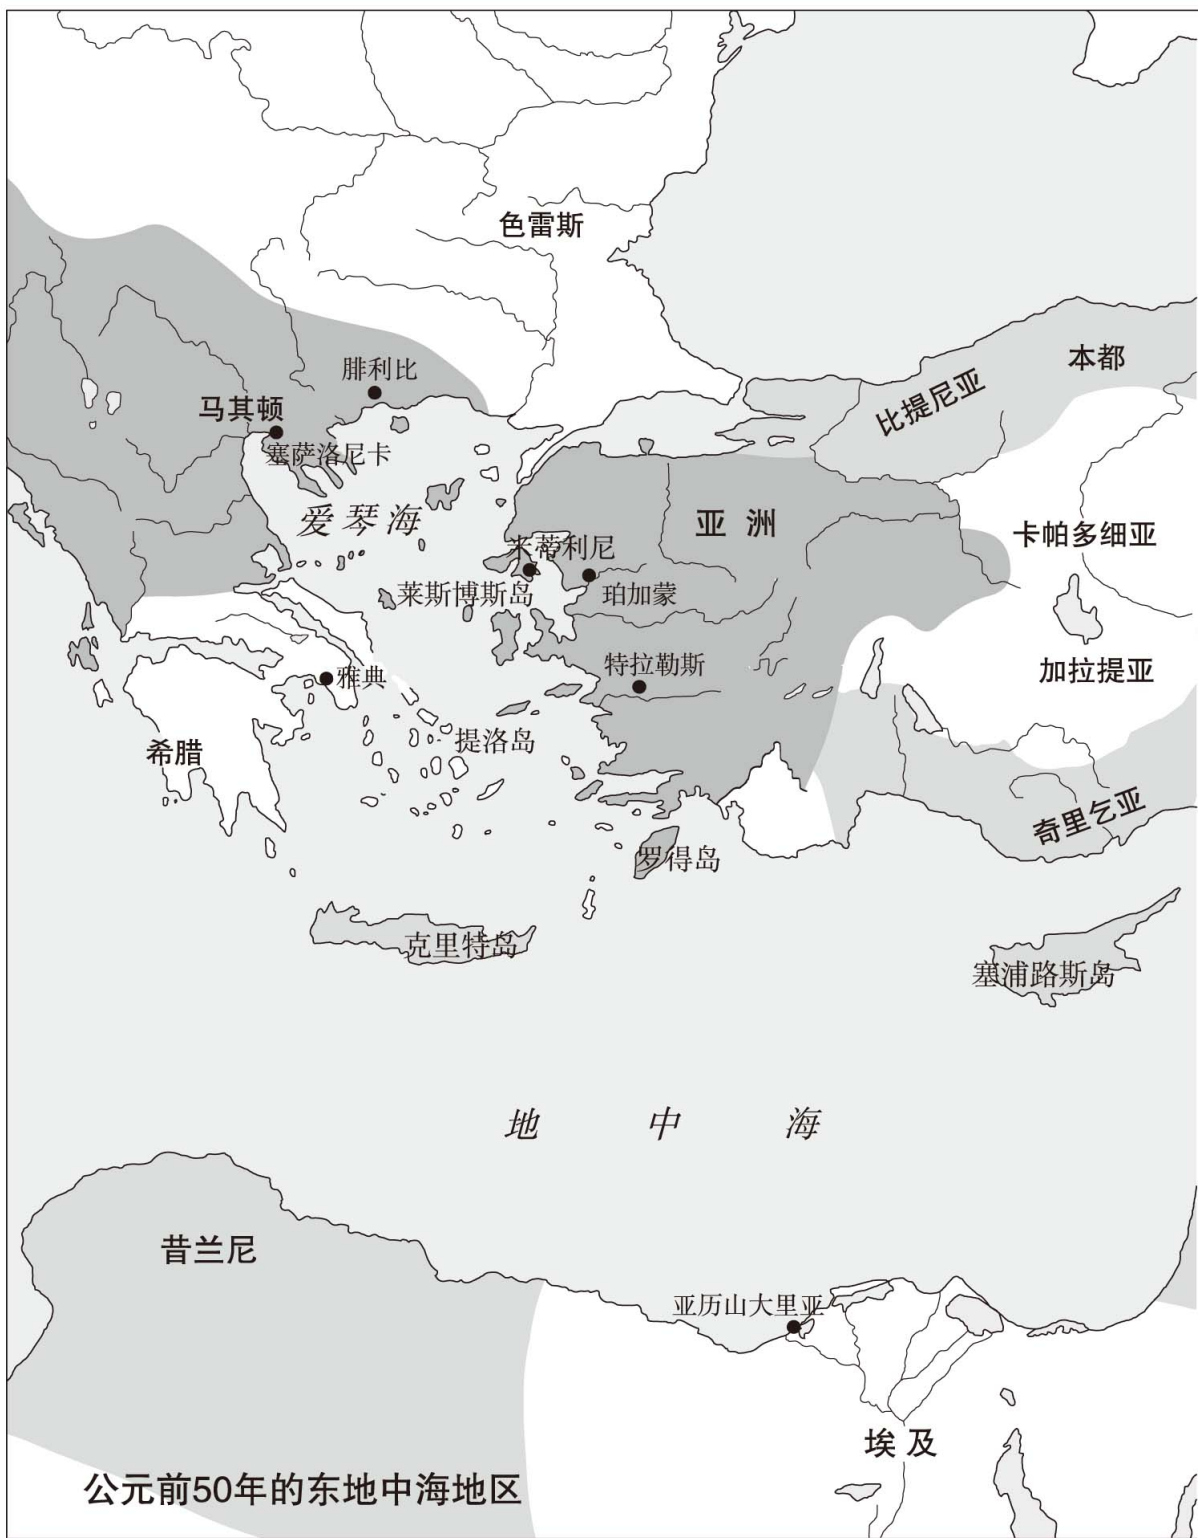 色雷斯
本都
腓利比
比提尼亚
马其顿
塞萨洛尼卡
爱琴海
亚洲
卡帕多细亚
米蒂利尼
莱斯博斯岛
珀加蒙
特拉勒斯
加拉提亚
雅典
提洛岛
希腊
奇里乞亚
罗得岛
克里特岛
塞浦路斯岛
地中海
昔兰尼
亚历山大里亚
埃及
公元前50年的东地中海地区